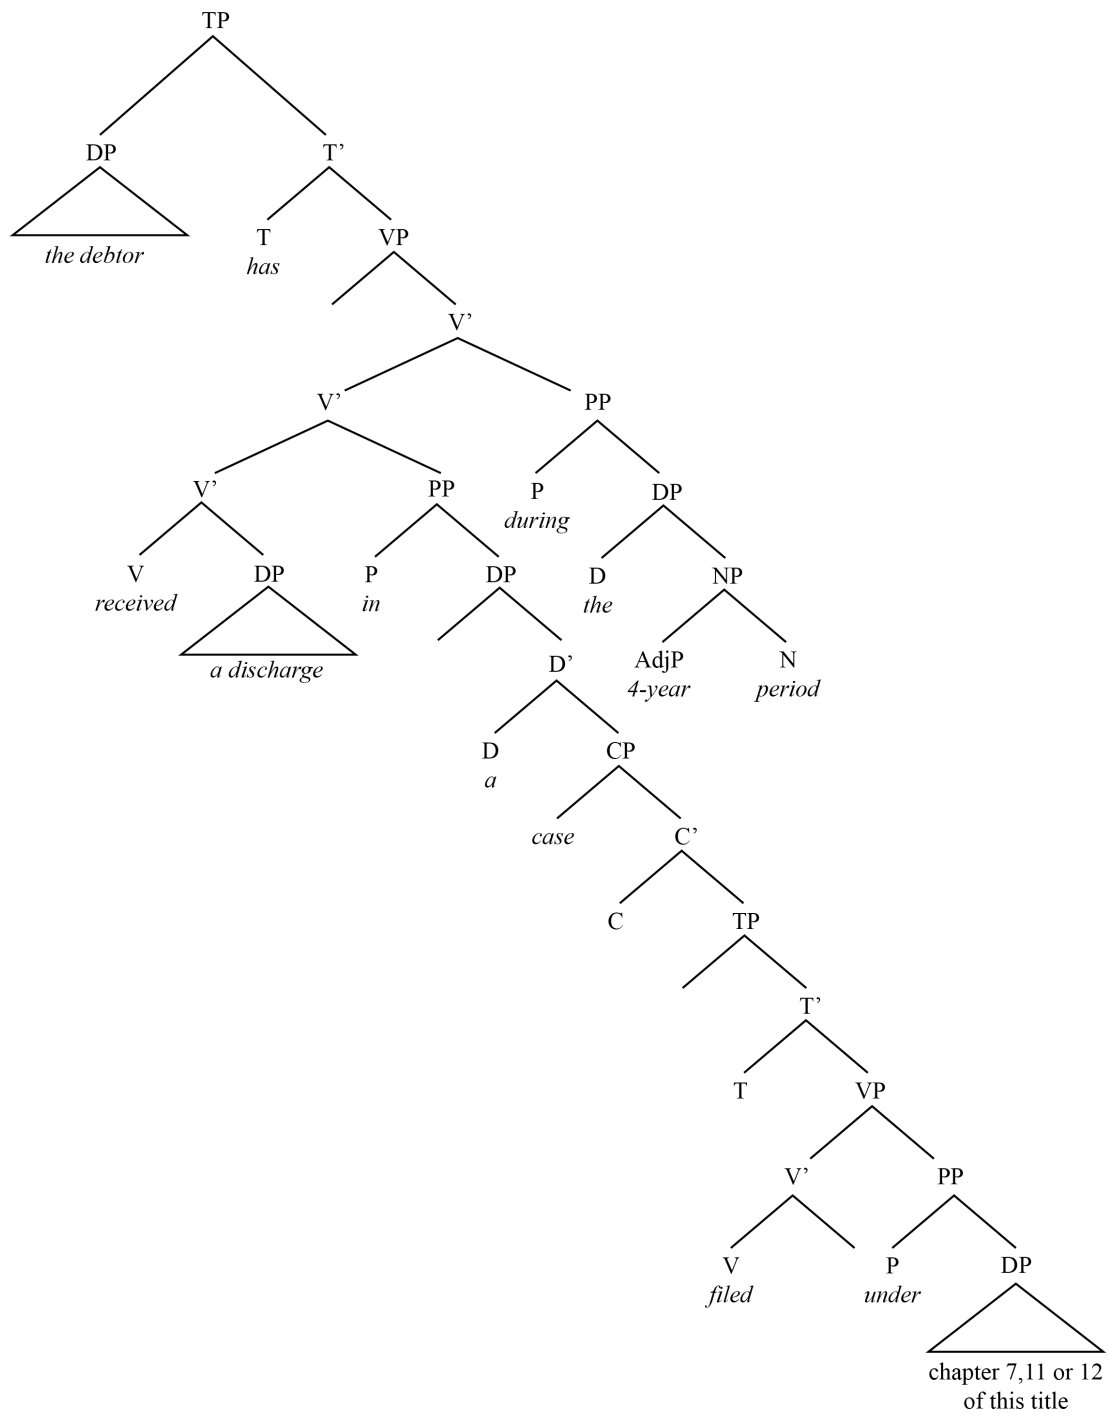 TP
DP T’
the debtor
T VP
has
V’
V’ PP
V’ PP P DP
during
V DP P DP D NP
received in the
a discharge
D’ AdjP N
4-year period
D CP
a
case C’
C TP
T’
T VP
V’ PP
V P DP
filed under
chapter 7,11 or 12
of this title